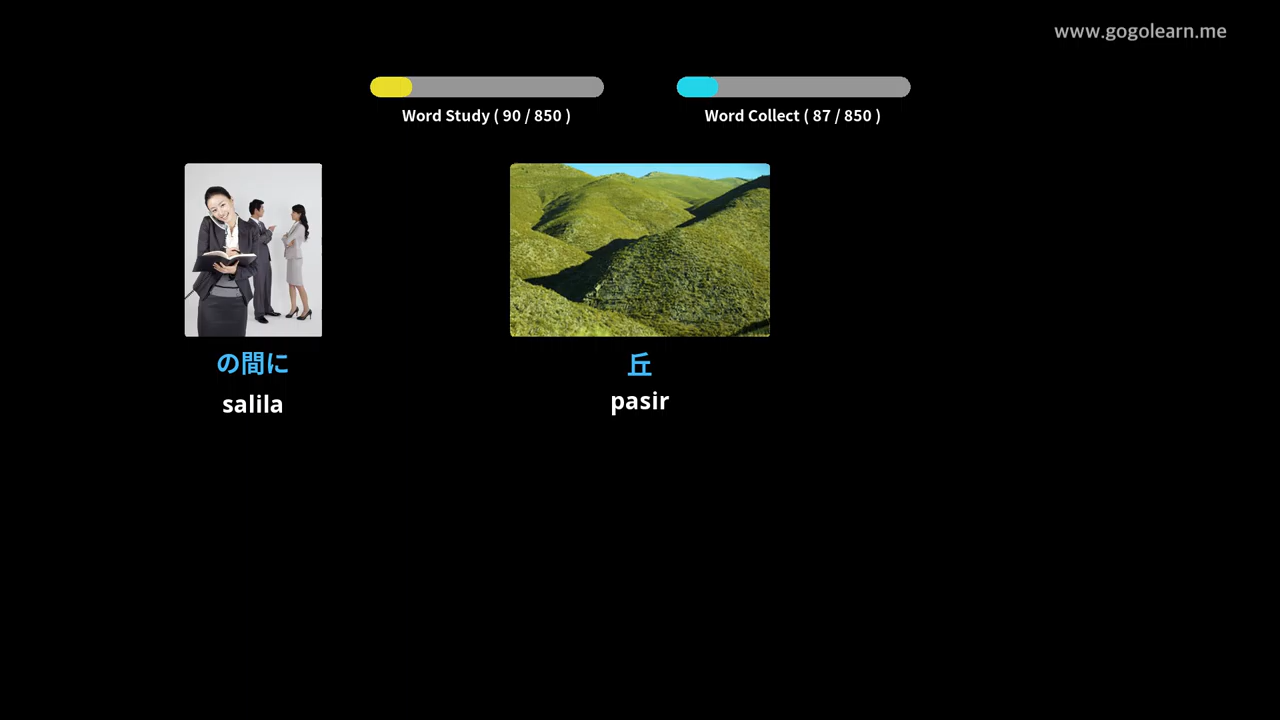 www.gogolearn.me
Word Study ( 90 / 850 )
Word Collect ( 87 / 850 )
の間に
salila
丘
pasir